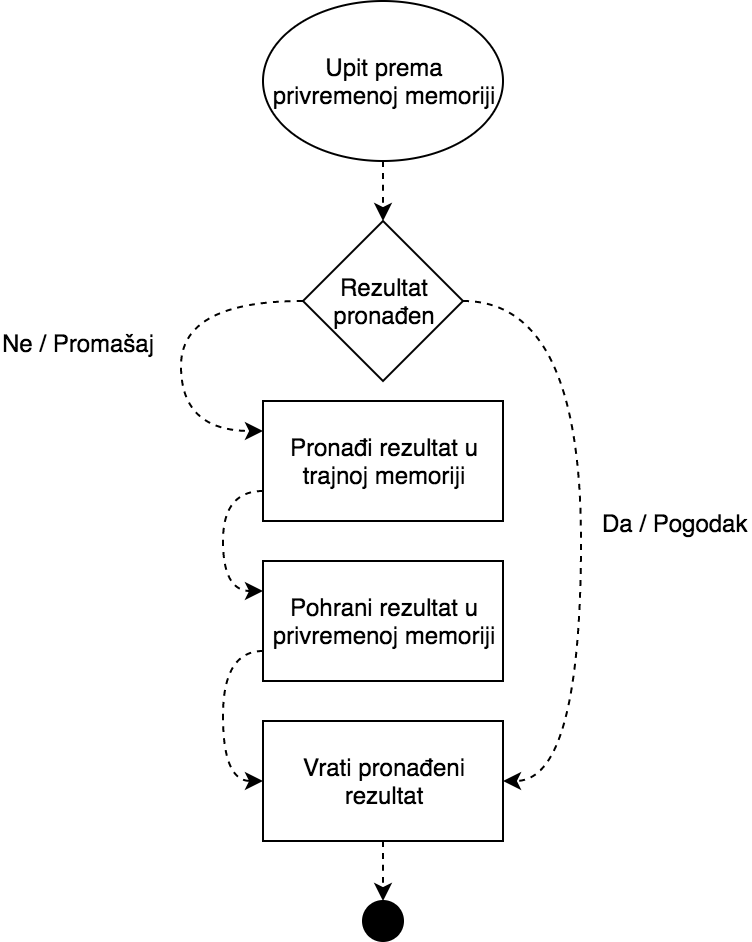 Upit prema
privremenoj memoriji
Rezultat
pronađen
Ne / Promašaj
Pronađi rezultat u
trajnoj memoriji
Da / Pogodak
Pohrani rezultat u
privremenoj memoriji
Vrati pronađeni
rezultat